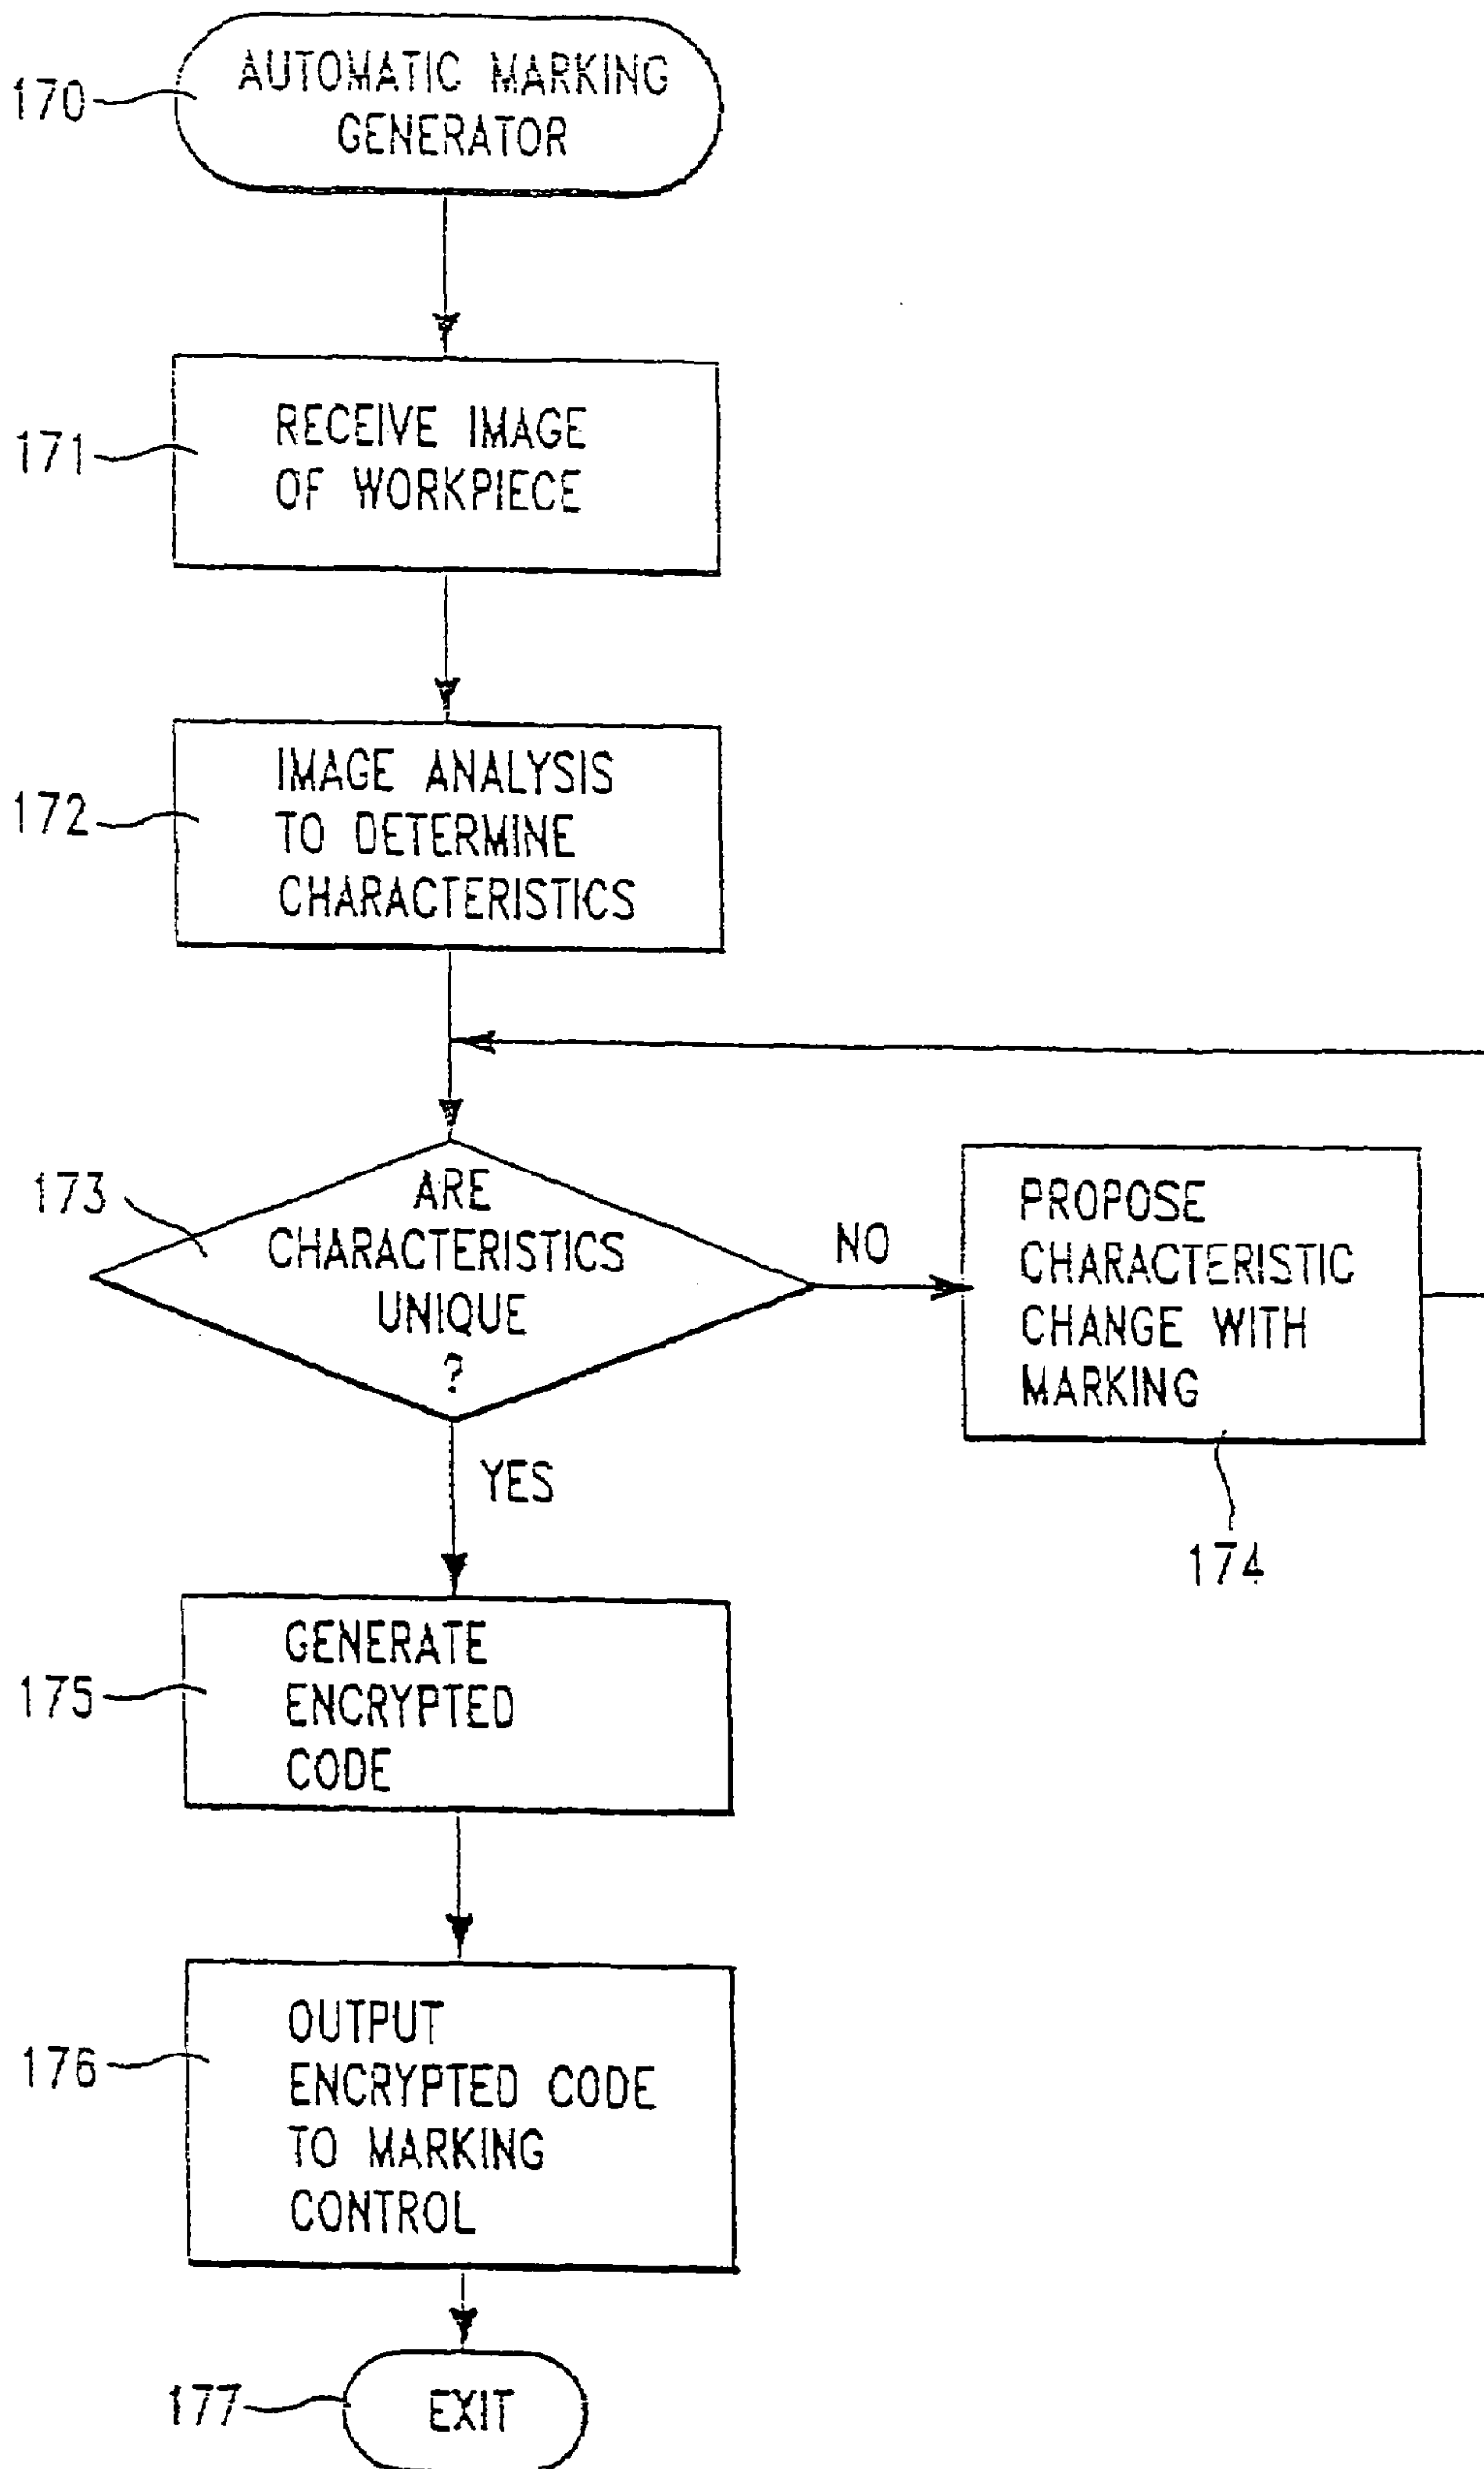 170
AUTOMATIC MARKING
GENERATOR
171
RECEIVE IMAGE
OF WORKPIECE
172
IMAGE ANALYSIS
TO DETERMINE
CHARACTERISTICS
173
ARE
CHARACTERISTICS
UNIQUE
?
NO
PROPOSE
CHARACTERISTIC
CHANGE WITH
MARKING
174
YES
175
GENERATE
ENCRYPTED
CODE
176
OUTPUT
ENCRYPTED CODE
TO MARKING
CONTROL
177
EXIT